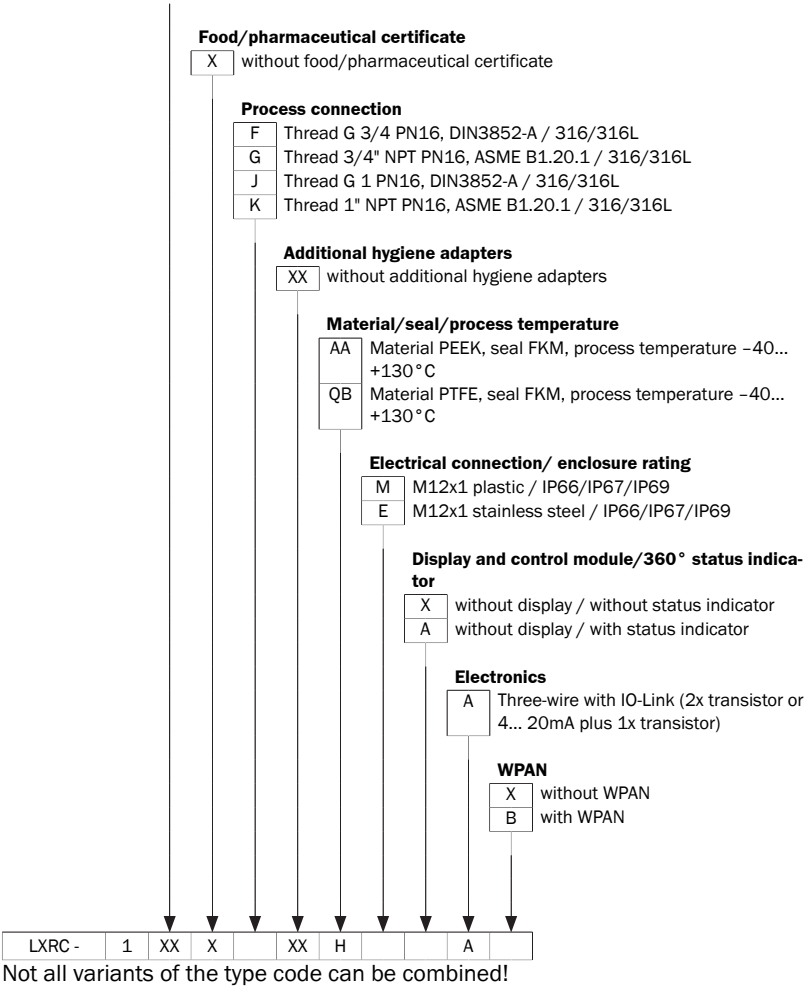 Food/pharmaceutical certificate
X without food/pharmaceutical certificate
Process connection
F Thread G 3/4 PN16, DIN3852-A / 316/316L
G Thread 3/4" NPT PN16, ASME B1.20.1 / 316/316L
J Thread G 1 PN16, DIN3852-A / 316/316L
K Thread 1" NPT PN16, ASME B1.20.1 / 316/316L
Additional hygiene adapters
XX without additional hygiene adapters
Material/seal/process temperature
AA Material PEEK, seal FKM, process temperature –40...
+130°C
QB Material PTFE, seal FKM, process temperature –40...
+130°C
Electrical connection/ enclosure rating
M M12x1 plastic / IP66/IP67/IP69
E M12x1 stainless steel / IP66/IP67/IP69
Display and control module/360° status indica-
tor
X without display / without status indicator
A without display / with status indicator
Electronics
A Three-wire with IO-Link (2x transistor or
4... 20mA plus 1x transistor)
WPAN
X without WPAN
B with WPAN
LXRC - 1 XX X XX H A
Not all variants of the type code can be combined!